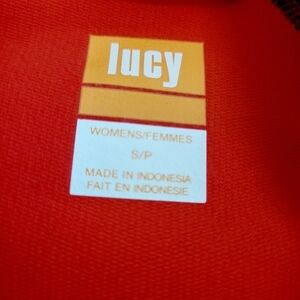 lucy
WOMENS/FEMMES
S/P
MADE IN INDONESIA
FAIT EN INDONESIE